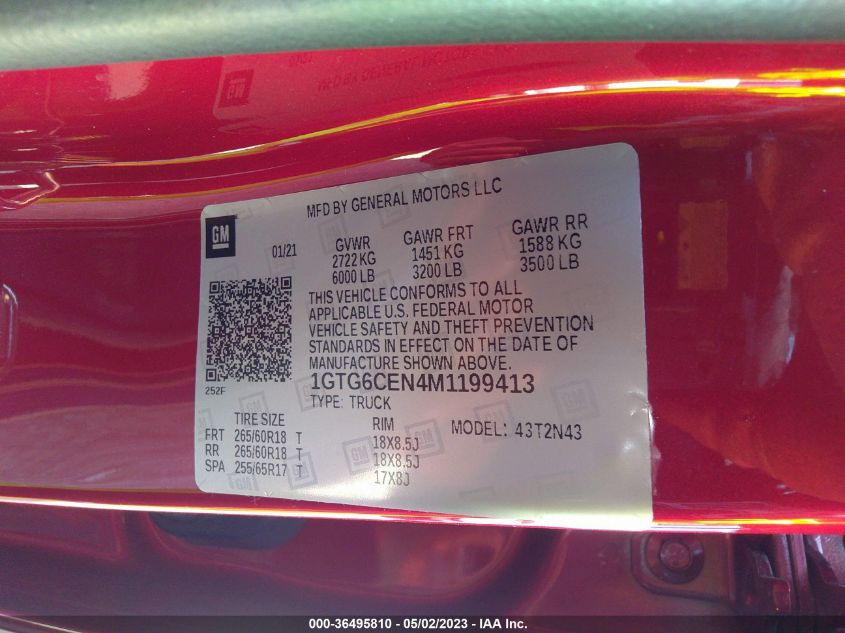 MFD BY GENERAL MOTORS LLC
GM
01/21
GVWR GAWR FRT GAWR RR
2722 KG 1451 KG 1588 KG
6000 LB 3200 LB 3500 LB
THIS VEHICLE CONFORMS TO ALL
APPLICABLE U.S. FEDERAL MOTOR
VEHICLE SAFETY AND THEFT PREVENTION
STANDARDS IN EFFECT ON THE DATE OF
MANUFACTURE SHOWN ABOVE.
252F
1GTG6CEN4M1199413
TYPE: TRUCK
TIRE SIZE RIM MODEL: 43T2N43
FRT 265/60R18 T 18X8.5J
RR 265/60R18 T 18X8.5J
SPA 255/65R17 T 17X8J
000-36495810 - 05/02/2023 - IAA Inc.